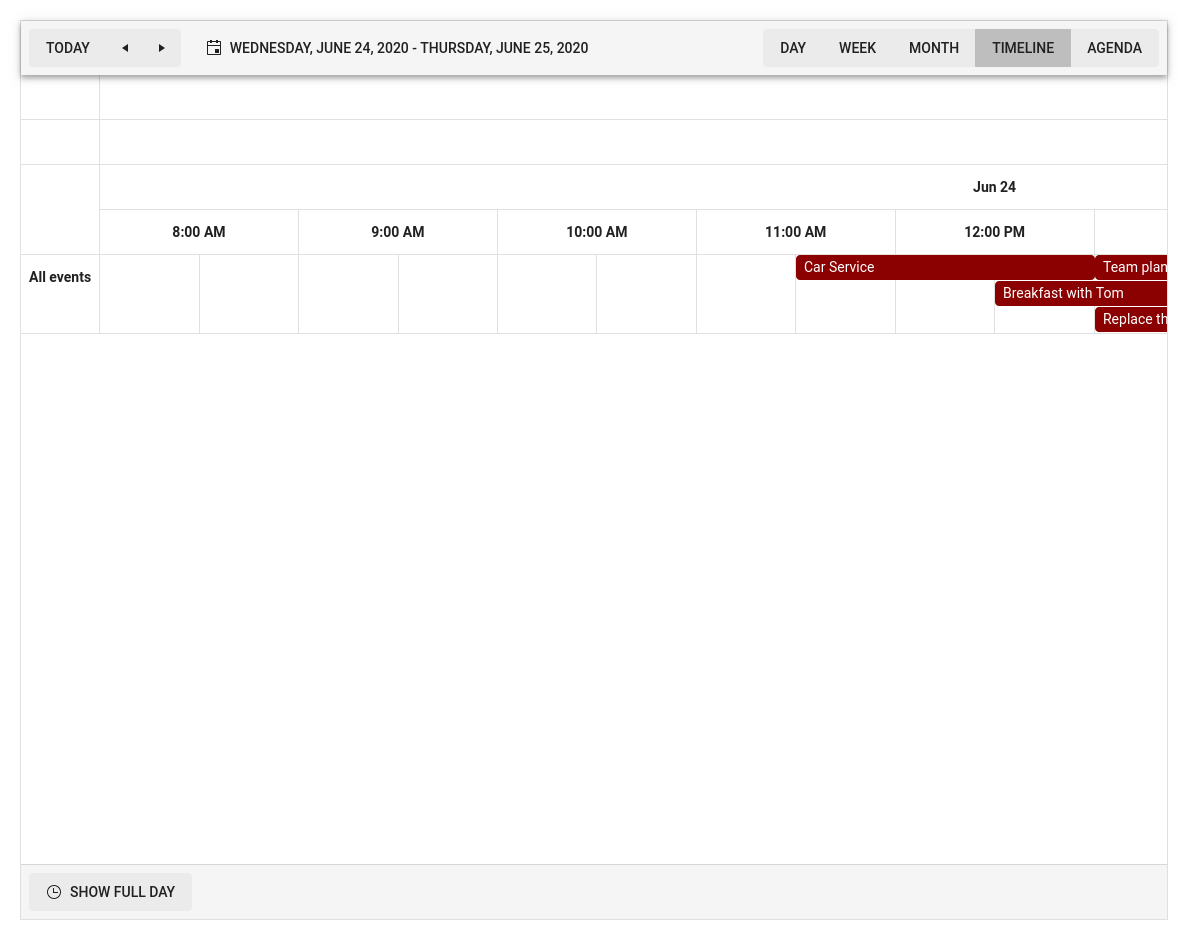 TODAY
WEDNESDAY, JUNE 24, 2020 - THURSDAY, JUNE 25, 2020
DAY WEEK MONTH TIMELINE AGENDA
Jun 24
8:00 AM 9:00 AM 10:00 AM 11:00 AM 12:00 PM
All events
Car Service Team plan
Breakfast with Tom
Replace th
SHOW FULL DAY